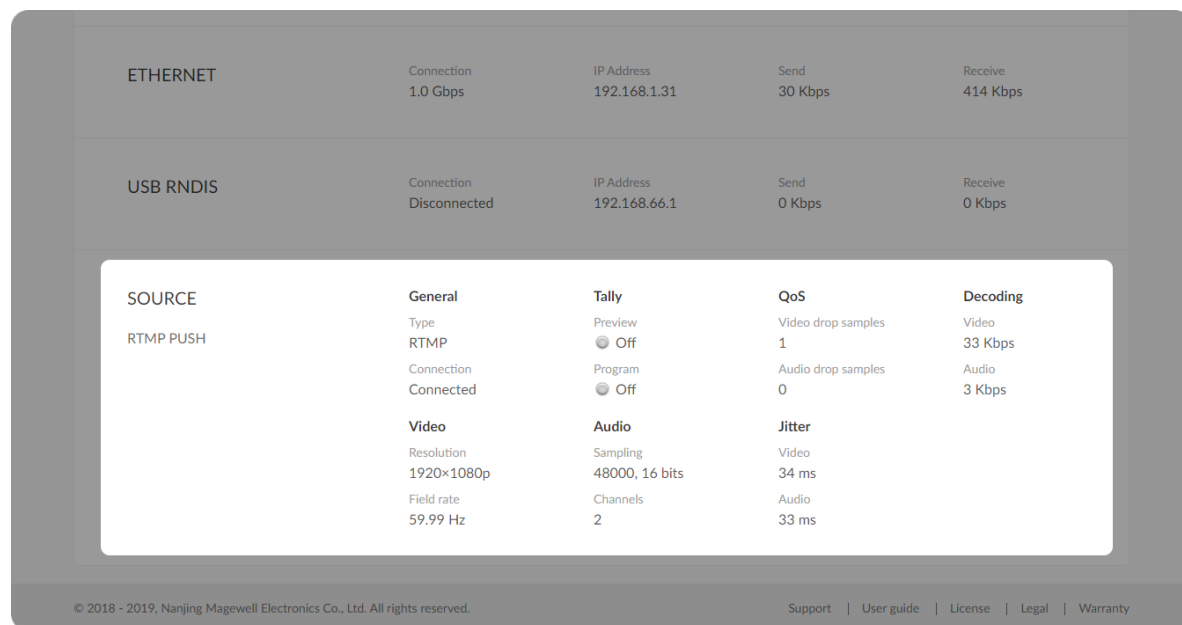 ETHERNET
Connection
1.0 Gbps
IP Address
192.168.1.31
Send
30 Kbps
Receive
414 Kbps
USB RNDIS
Connection
Disconnected
IP Address
192.168.66.1
Send
0 Kbps
Receive
0 Kbps
SOURCE
RTMP PUSH
General
Type
RTMP
Connection
Connected
Tally
Preview
Off
Program
Off
QoS
Video drop samples
1
Audio drop samples
0
Decoding
Video
33 Kbps
Audio
3 Kbps
Video
Resolution
1920×1080p
Field rate
59.99 Hz
Audio
Sampling
48000, 16 bits
Channels
2
Jitter
Video
34 ms
Audio
33 ms
© 2018 - 2019, Nanjing Magewell Electronics Co., Ltd. All rights reserved.
Support | User guide | License | Legal | Warranty